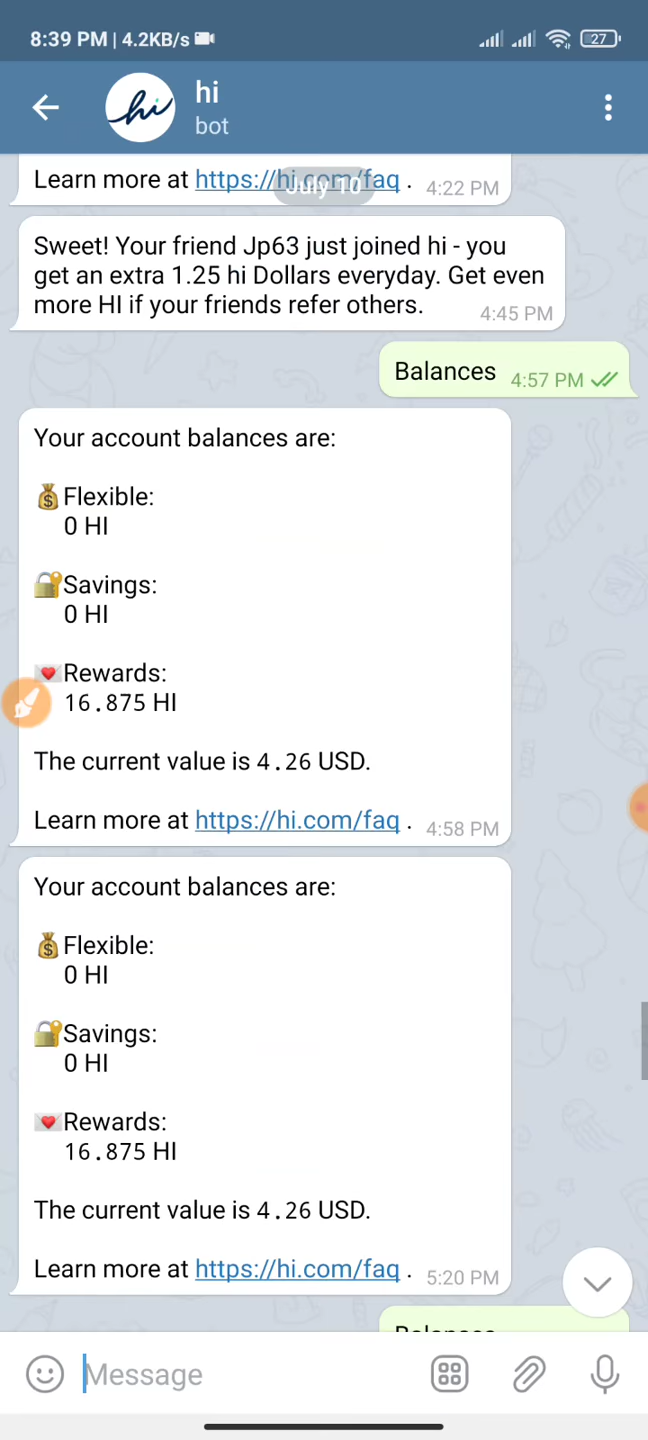 8:39 PM | 4.2KB/s
27
hi
hi
bot
Learn more at https://hi.com/faq . 4:22 PM
July 10
Sweet! Your friend Jp63 just joined hi - you
get an extra 1.25 hi Dollars everyday. Get even
more HI if your friends refer others. 4:45 PM
Balances 4:57 PM
Your account balances are:
Flexible:
0 HI
Savings:
0 HI
Rewards:
16.875 HI
The current value is 4.26 USD.
Learn more at https://hi.com/faq . 4:58 PM
Your account balances are:
Flexible:
0 HI
Savings:
0 HI
Rewards:
16.875 HI
The current value is 4.26 USD.
Learn more at https://hi.com/faq . 5:20 PM
Balances
Message